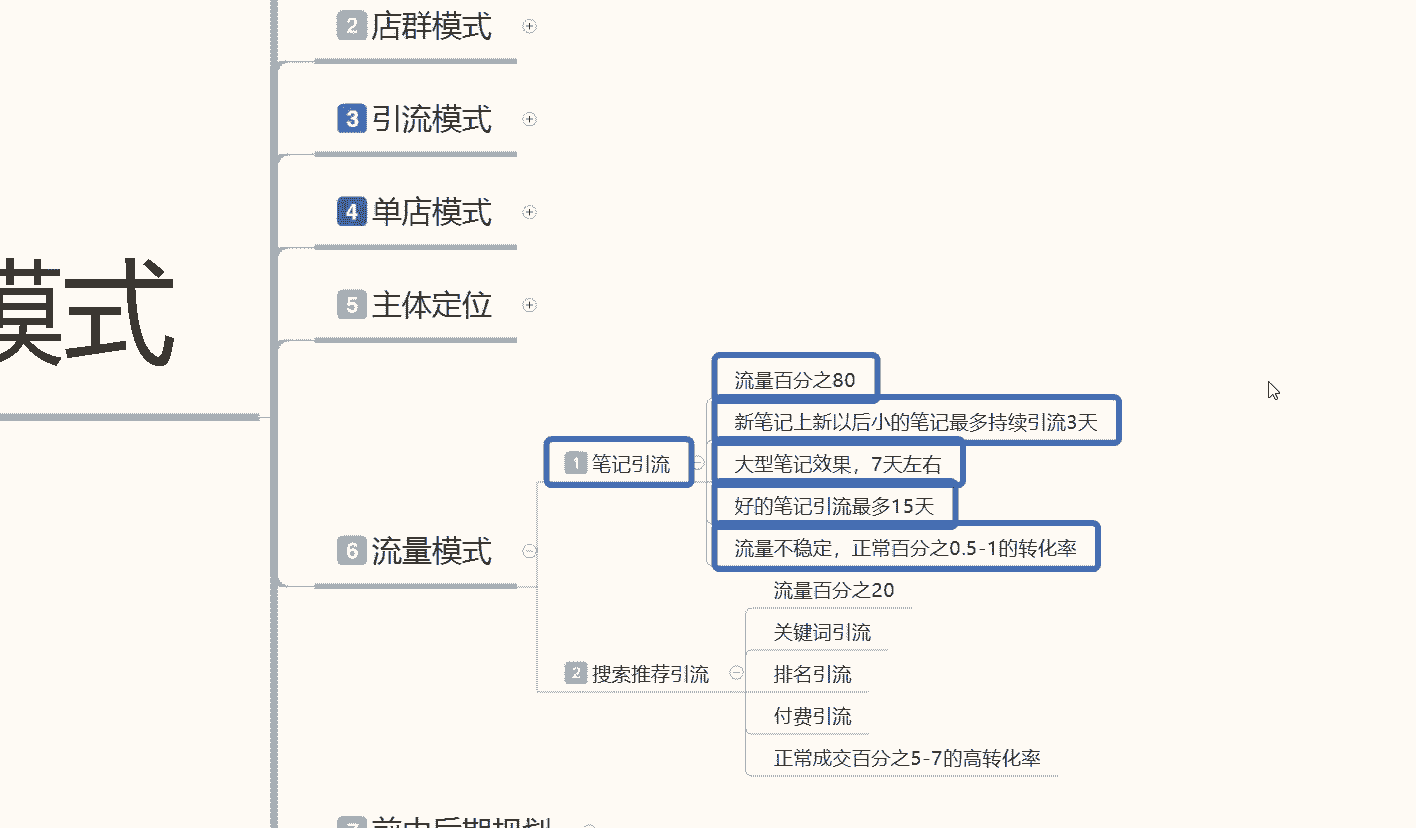 2 店群模式
3 引流模式
4 单店模式
5 主体定位
模式
流量百分之80
新笔记上新以后小的笔记最多持续引流3天
1 笔记引流
大型笔记效果，7天左右
好的笔记引流最多15天
流量不稳定，正常百分之0.5-1的转化率
6 流量模式
流量百分之20
关键词引流
2 搜索推荐引流
排名引流
付费引流
正常成交百分之5-7的高转化率
7 前中后期规划